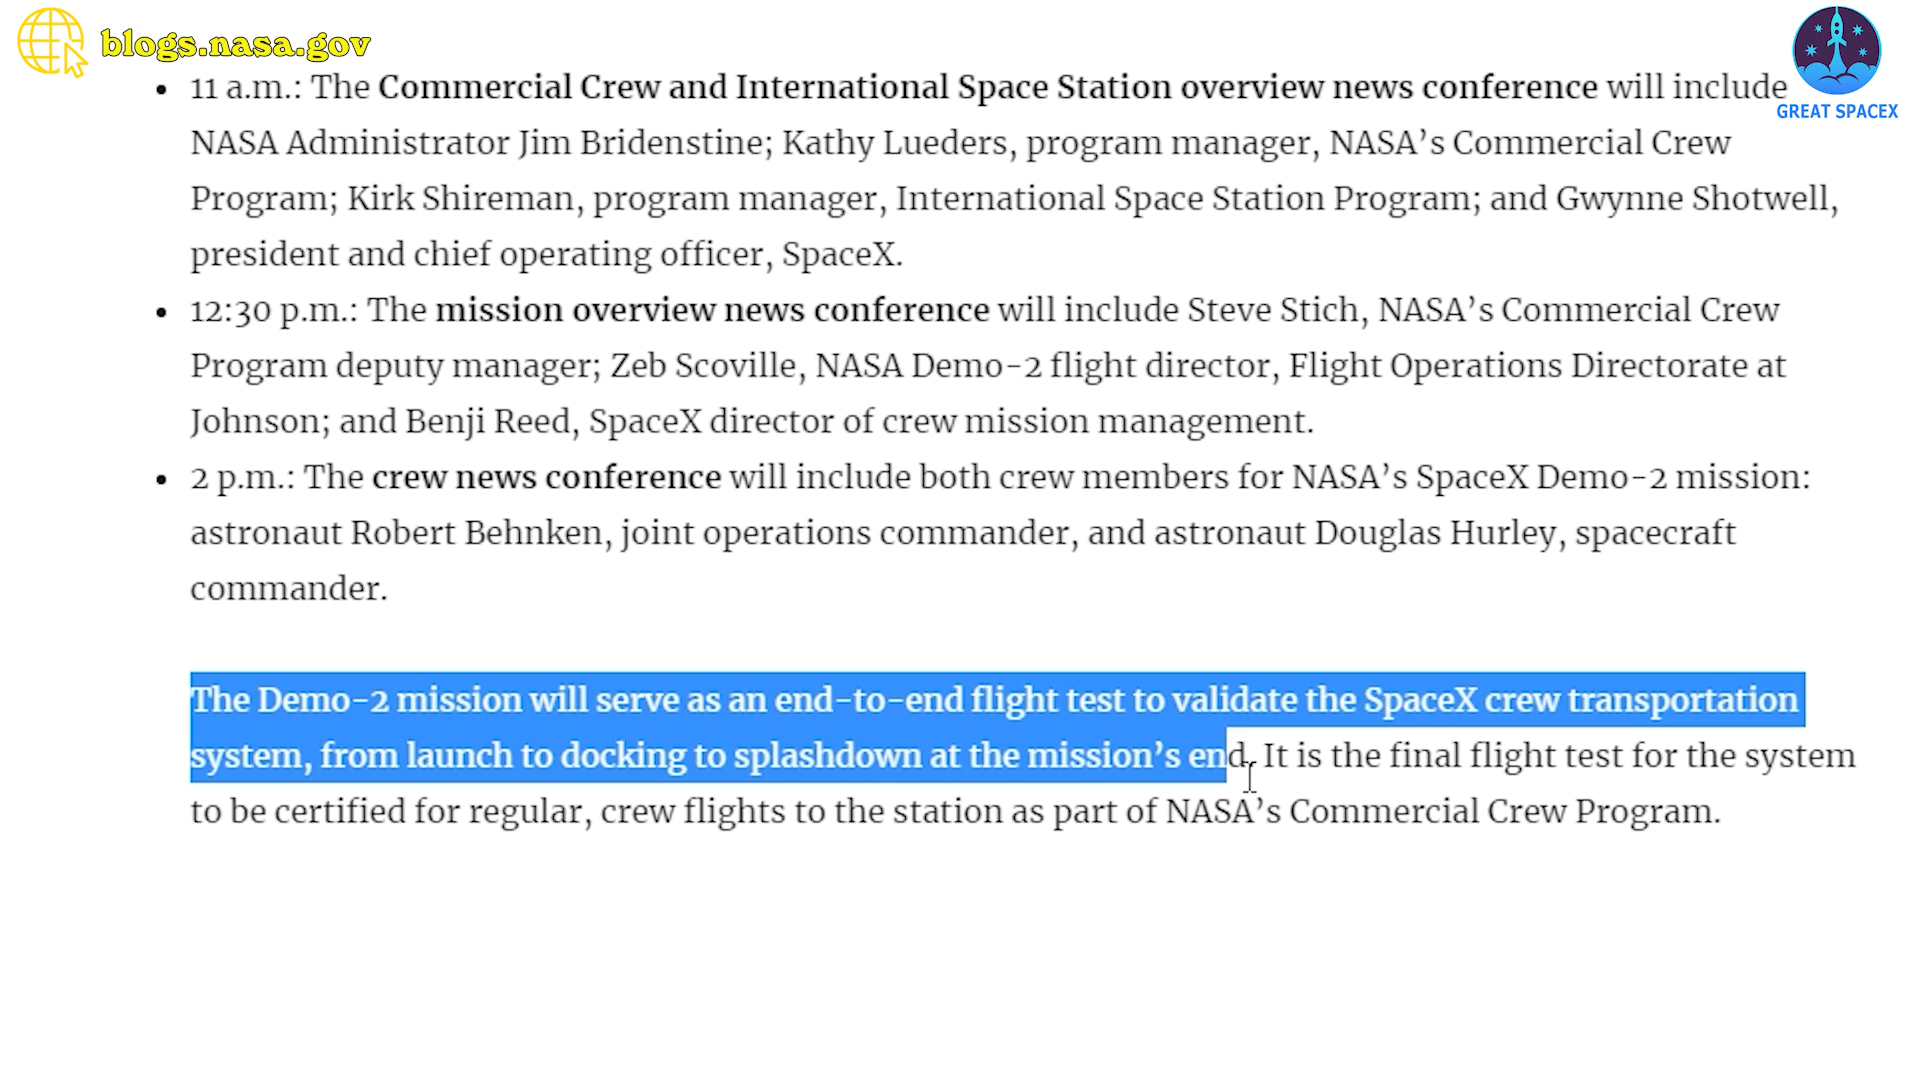 blogs.nasa.gov
GREAT SPACEX
• 11 a.m.: The Commercial Crew and International Space Station overview news conference will include
NASA Administrator Jim Bridenstine; Kathy Lueders, program manager, NASA’s Commercial Crew
Program; Kirk Shireman, program manager, International Space Station Program; and Gwynne Shotwell,
president and chief operating officer, SpaceX.
• 12:30 p.m.: The mission overview news conference will include Steve Stich, NASA’s Commercial Crew
Program deputy manager; Zeb Scoville, NASA Demo-2 flight director, Flight Operations Directorate at
Johnson; and Benji Reed, SpaceX director of crew mission management.
• 2 p.m.: The crew news conference will include both crew members for NASA’s SpaceX Demo-2 mission:
astronaut Robert Behnken, joint operations commander, and astronaut Douglas Hurley, spacecraft
commander.
The Demo-2 mission will serve as an end-to-end flight test to validate the SpaceX crew transportation
system, from launch to docking to splashdown at the mission’s end. It is the final flight test for the system
to be certified for regular, crew flights to the station as part of NASA’s Commercial Crew Program.